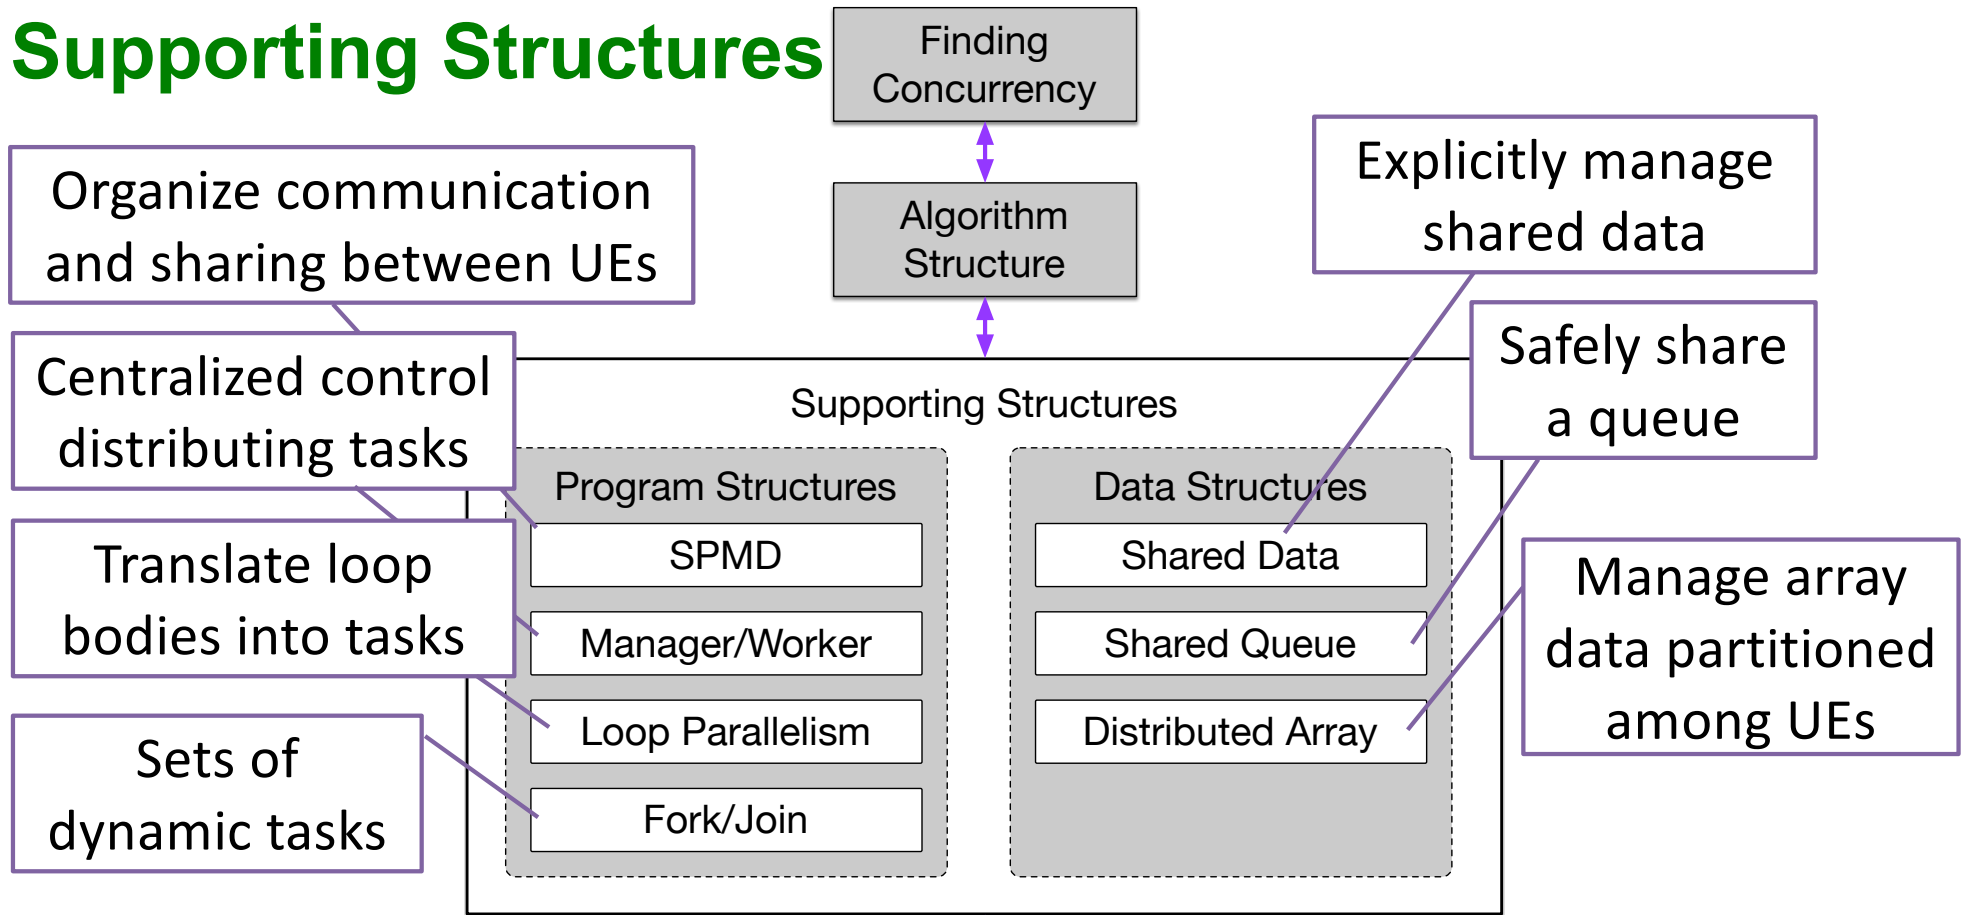 Supporting Structures
Finding
Concurrency
Algorithm
Structure
Organize communication
and sharing between UEs
Centralized control
distributing tasks
Translate loop
bodies into tasks
Sets of
dynamic tasks
Supporting Structures
Program Structures
SPMD
Manager/Worker
Loop Parallelism
Fork/Join
Data Structures
Shared Data
Shared Queue
Distributed Array
Explicitly manage
shared data
Safely share
a queue
Manage array
data partitioned
among UEs